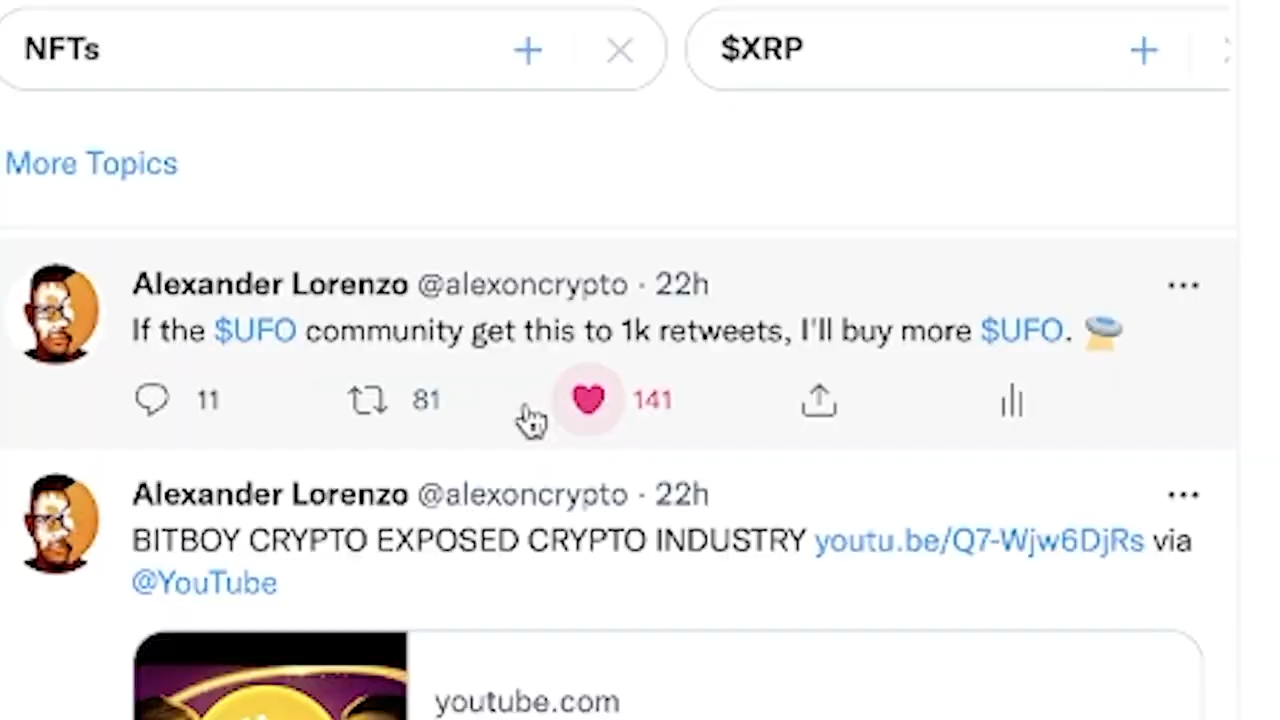 NFTs
$XRP
More Topics
Alexander Lorenzo @alexoncrypto · 22h
If the $UFO community get this to 1k retweets, I'll buy more $UFO.
11 81 141
Alexander Lorenzo @alexoncrypto · 22h
BITBOY CRYPTO EXPOSED CRYPTO INDUSTRY youtu.be/Q7-Wjw6DjRs via
@YouTube
youtube.com